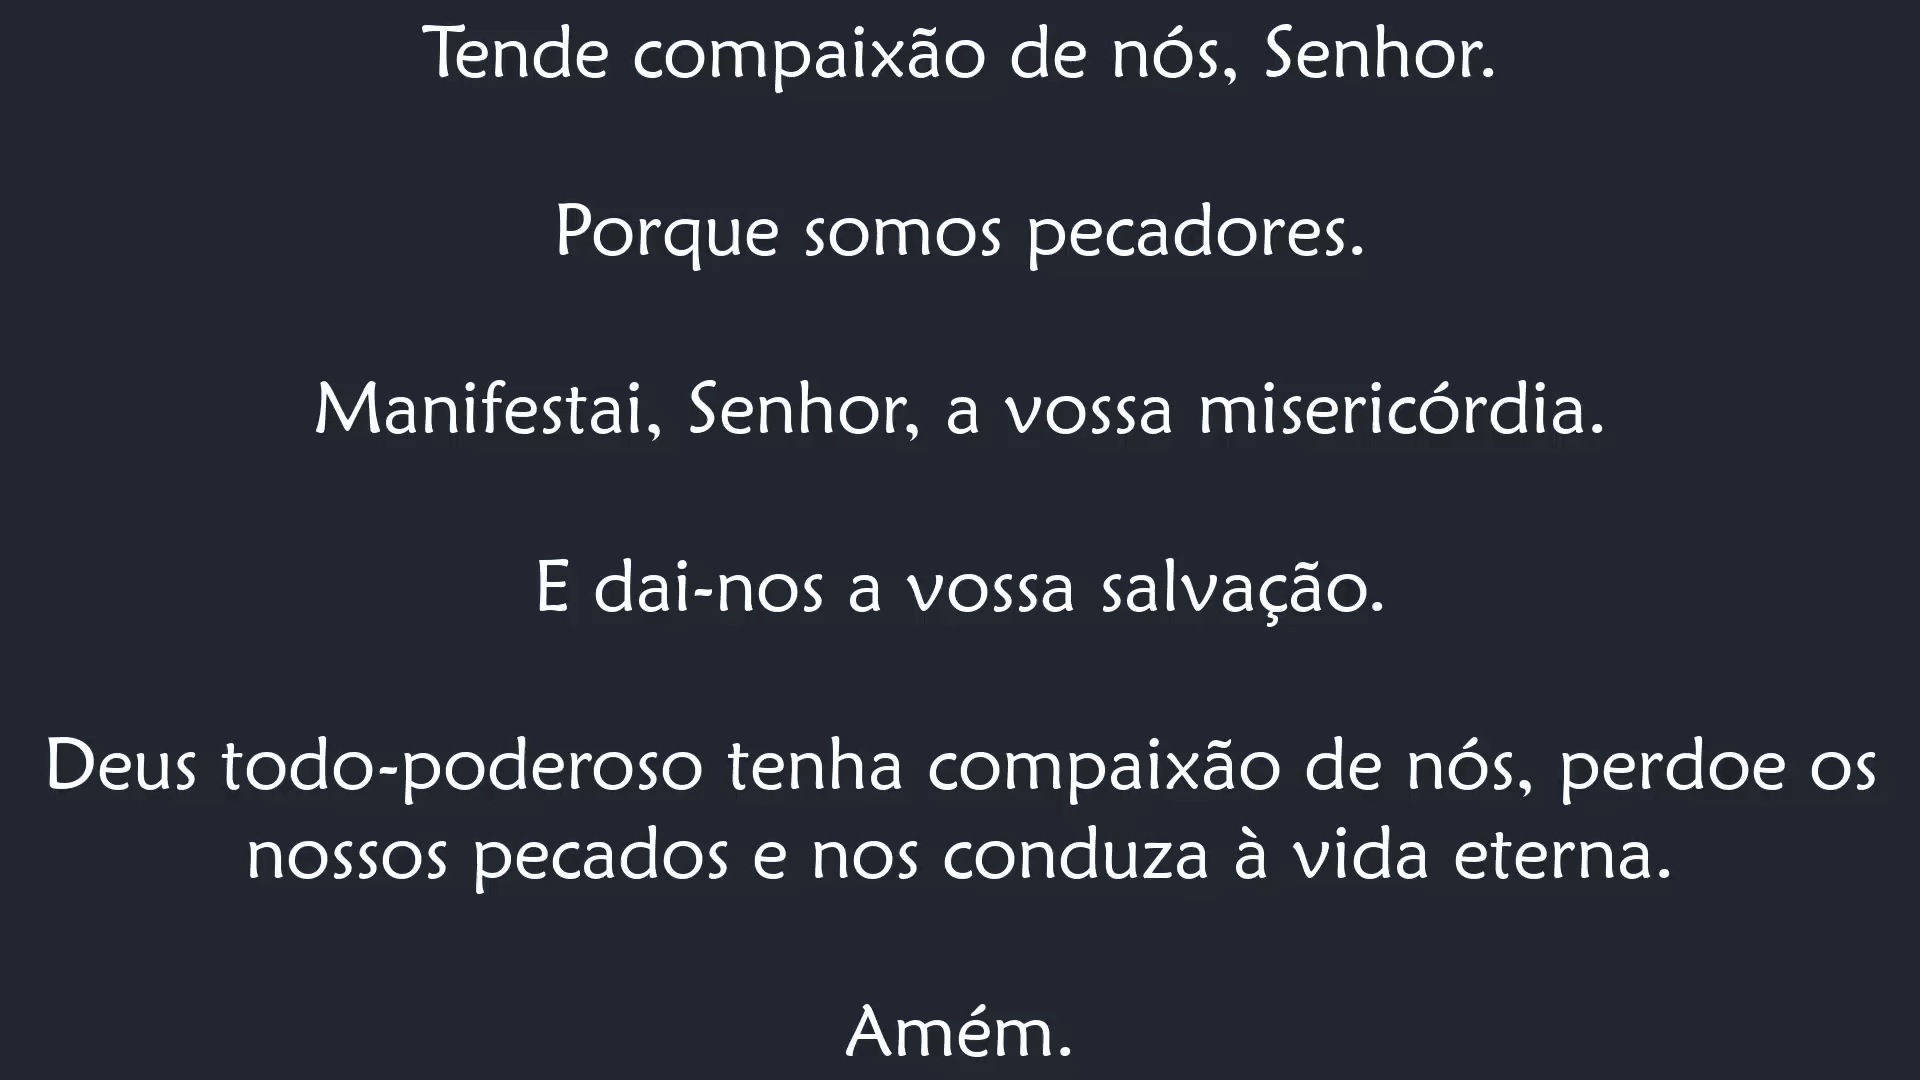 Tende compaixão de nós, Senhor.
Porque somos pecadores.
Manifestai, Senhor, a vossa misericórdia.
E dai-nos a vossa salvação.
Deus todo-poderoso tenha compaixão de nós, perdoe os
nossos pecados e nos conduza à vida eterna.
Amém.